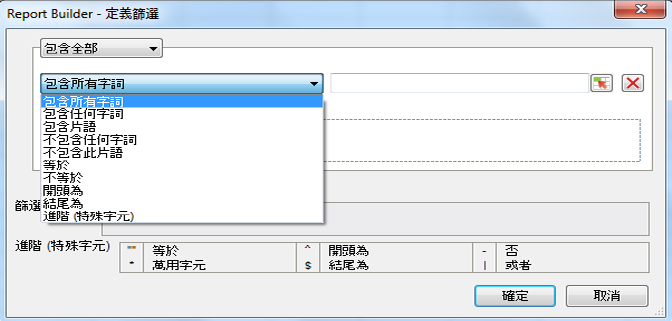 Report Builder - 定義篩選
包含全部
包含所有字詞
包含所有字詞
包含任何字詞
包含片語
不包含任何字詞
不包含此片語
等於
不等於
開頭為
結尾為
進階 (特殊字元)
篩選
進階 (特殊字元)
"" 等於 ^ 開頭為 - 否
* 萬用字元 $ 結尾為 | 或者
確定 取消